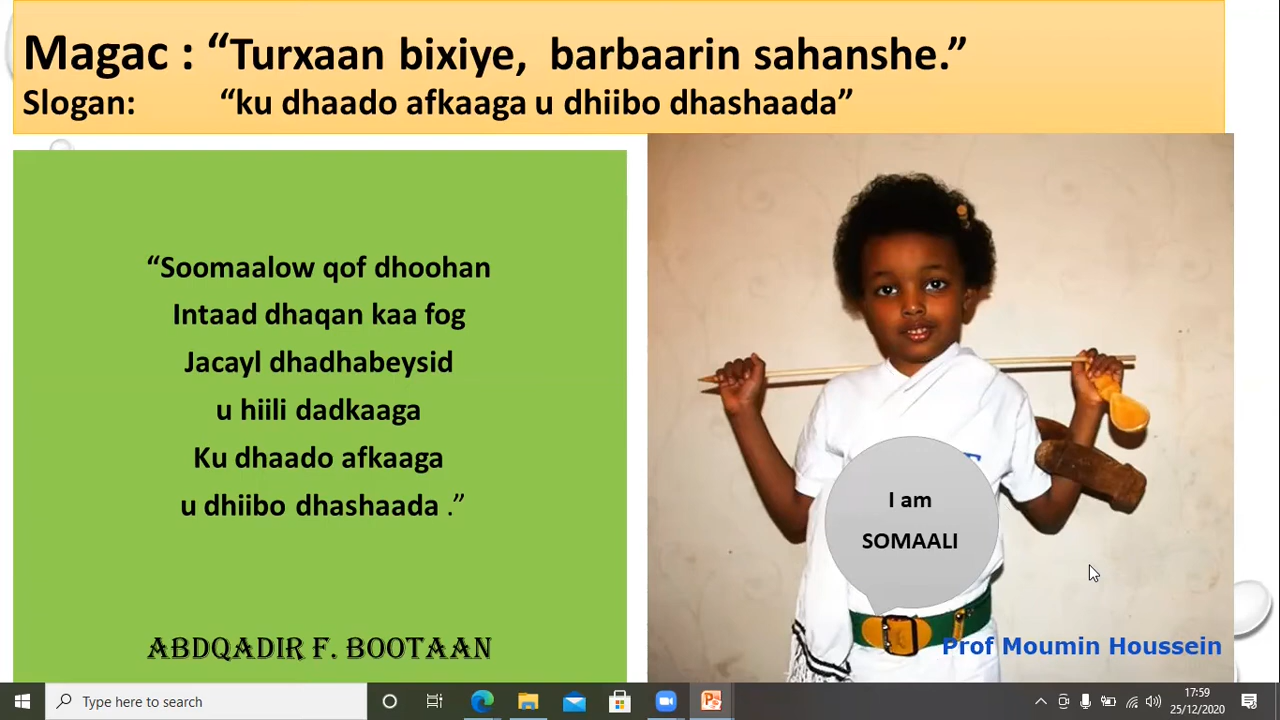 Magac : “Turxaan bixiye, barbaarin sahanshe.”
Slogan: “ku dhaado afkaaga u dhiibo dhashaada”
“Soomaalow qof dhoohan
Intaad dhaqan kaa fog
Jacayl dhadhabeysid
u hiili dadkaaga
Ku dhaado afkaaga
u dhiibo dhashaada .”
ABDQADIR F. BOOTAAN
I am
SOMAALI
Prof Moumin Houssein
Type here to search
17:59
25/12/2020